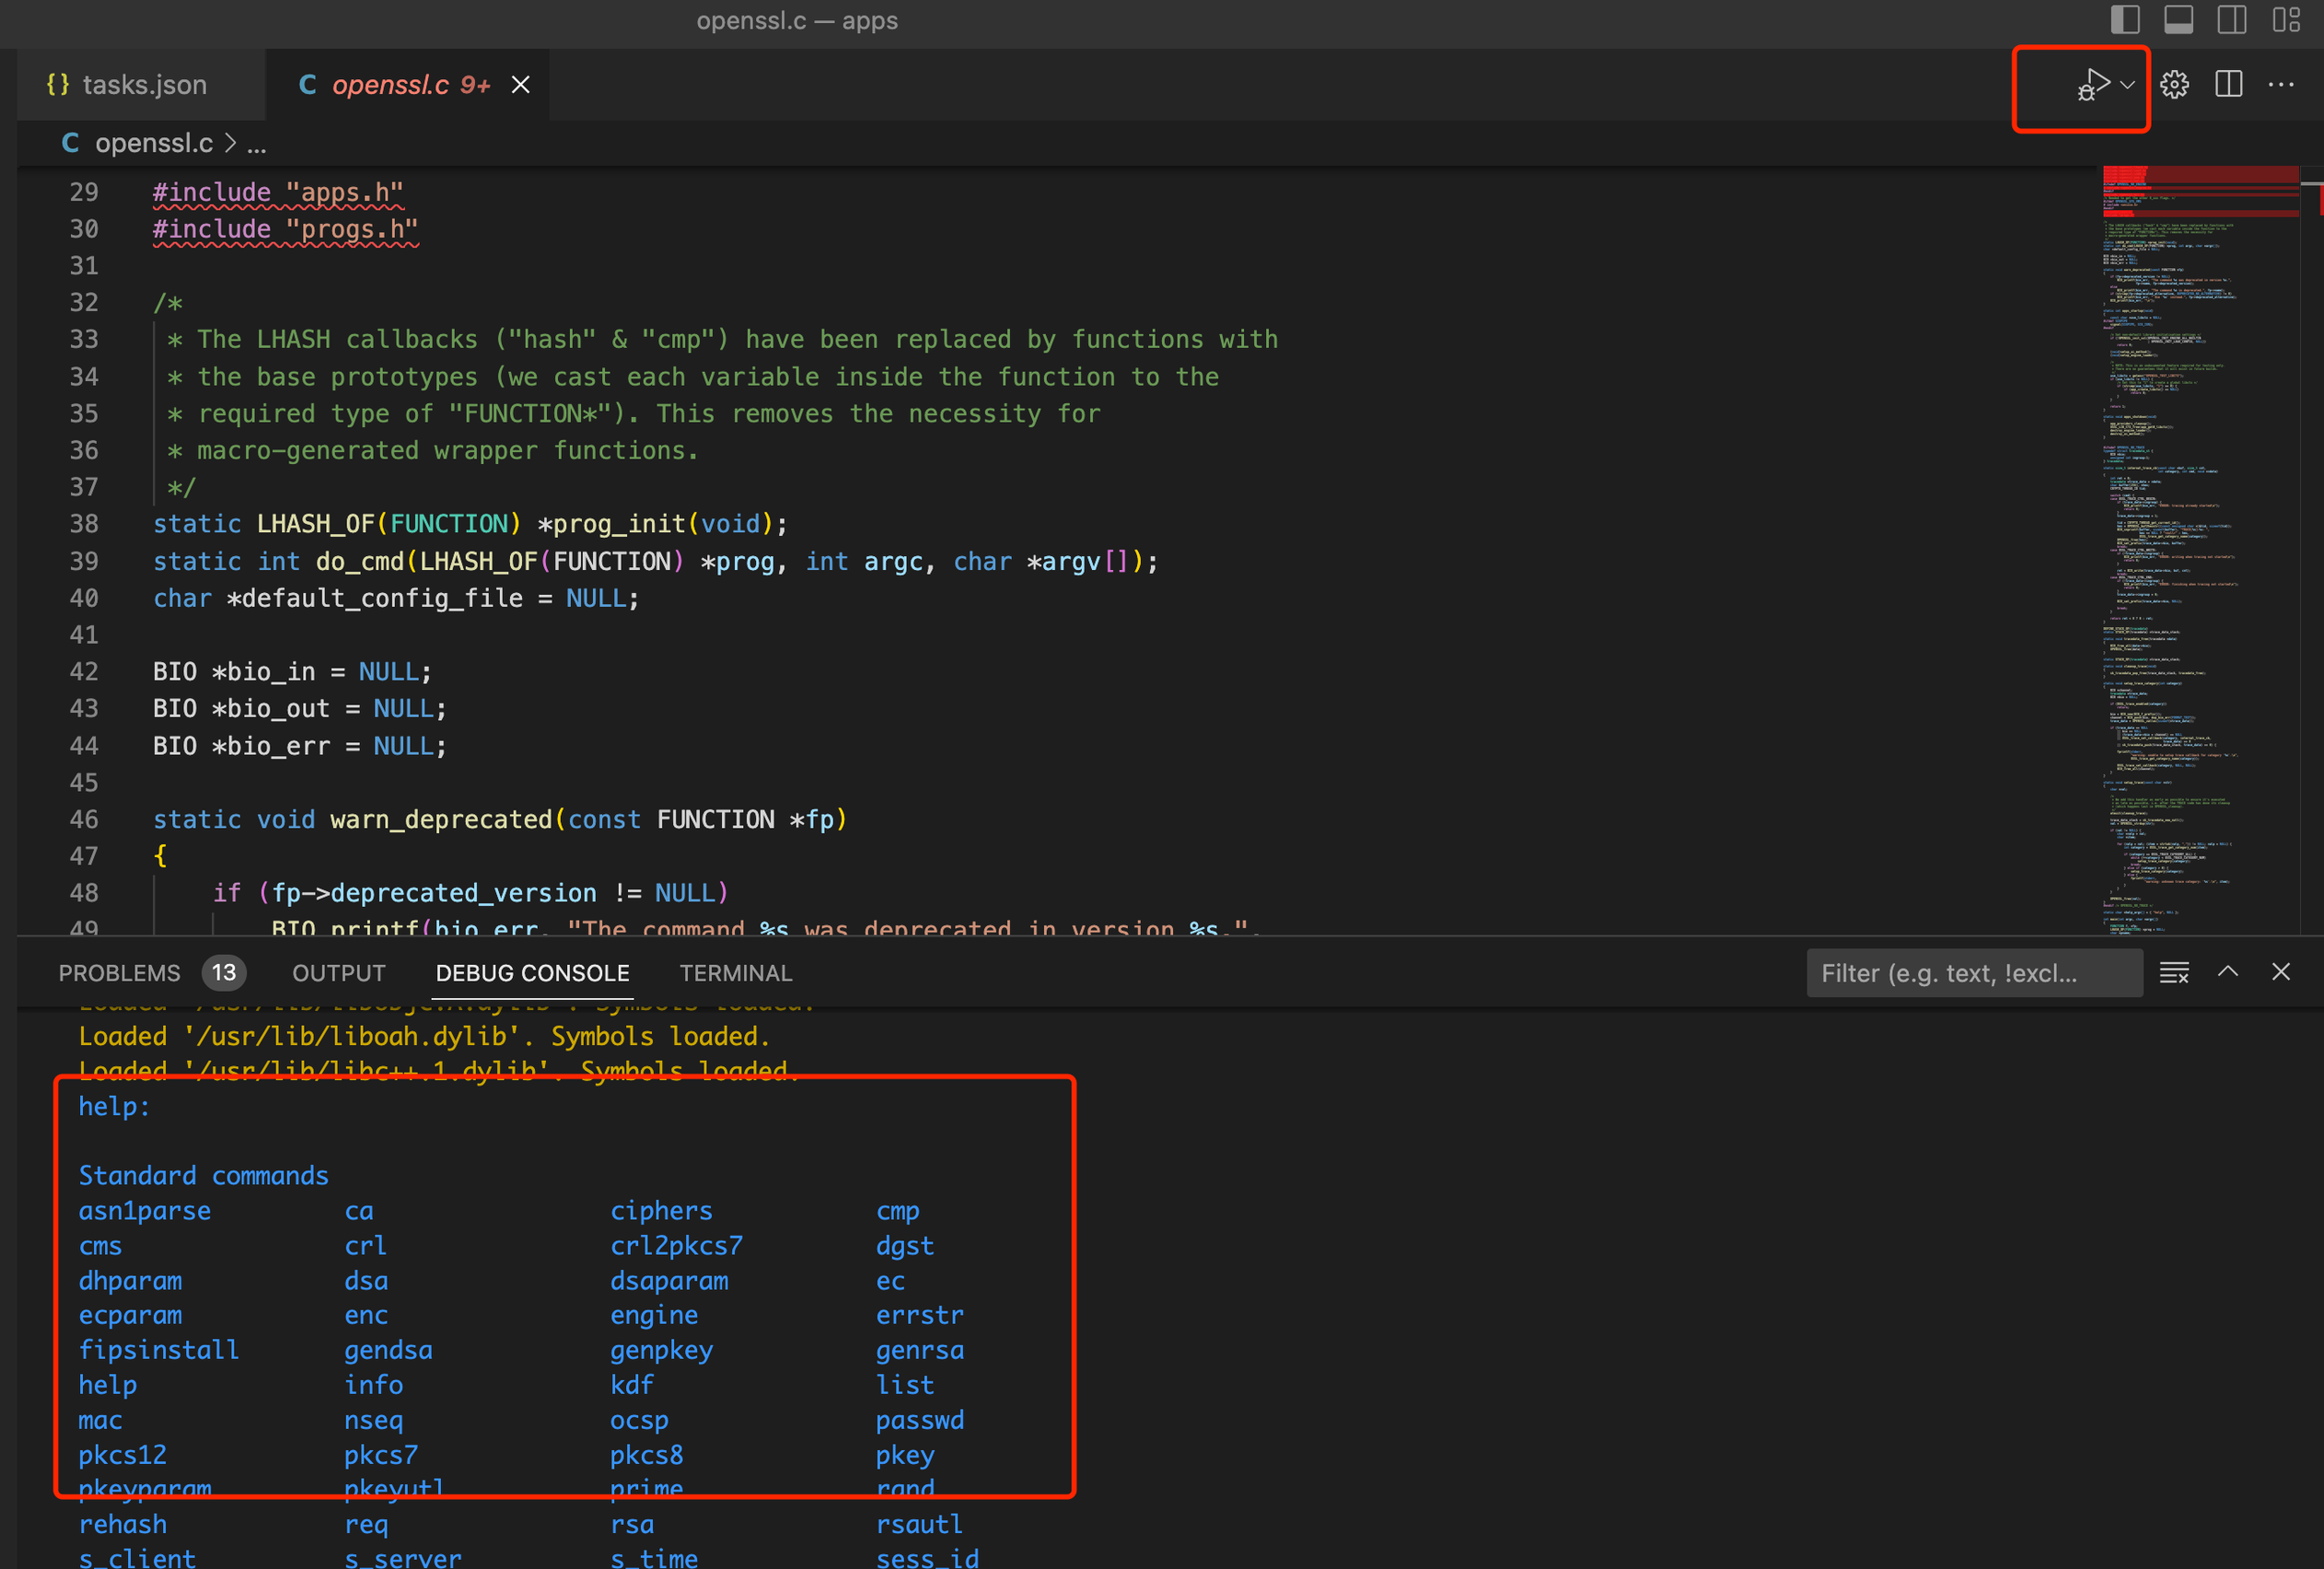 openssl.c — apps
{} tasks.json
C openssl.c 9+
C openssl.c > ...
29 #include "apps.h"
30 #include "progs.h"
31
32 /*
33 * The LHASH callbacks ("hash" & "cmp") have been replaced by functions with
34 * the base prototypes (we cast each variable inside the function to the
35 * required type of "FUNCTION*"). This removes the necessity for
36 * macro-generated wrapper functions.
37 */
38 static LHASH_OF(FUNCTION) *prog_init(void);
39 static int do_cmd(LHASH_OF(FUNCTION) *prog, int argc, char *argv[]);
40 char *default_config_file = NULL;
41
42 BIO *bio_in = NULL;
43 BIO *bio_out = NULL;
44 BIO *bio_err = NULL;
45
46 static void warn_deprecated(const FUNCTION *fp)
47 {
48 if (fp->deprecated_version != NULL)
49 BIO_printf(bio_err, "The command %s was deprecated in version %s.",
PROBLEMS 13 OUTPUT DEBUG CONSOLE TERMINAL Filter (e.g. text, !excl...
Loaded '/usr/lib/libobjc.A.dylib'. Symbols loaded.
Loaded '/usr/lib/liboah.dylib'. Symbols loaded.
Loaded '/usr/lib/libc++.1.dylib'. Symbols loaded.
help:
Standard commands
asn1parse ca ciphers cmp
cms crl crl2pkcs7 dgst
dhparam dsa dsaparam ec
ecparam enc engine errstr
fipsinstall gendsa genpkey genrsa
help info kdf list
mac nseq ocsp passwd
pkcs12 pkcs7 pkcs8 pkey
pkeyparam pkeyutl prime rand
rehash req rsa rsautl
s_client s_server s_time sess_id